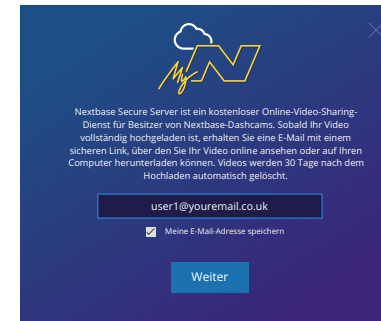 My N
Nextbase Secure Server ist ein kostenloser Online-Video-Sharing-
Dienst für Besitzer von Nextbase-Dashcams. Sobald Ihr Video
vollständig hochgeladen ist, erhalten Sie eine E-Mail mit einem
sicheren Link, über den Sie Ihr Video online ansehen oder auf Ihren
Computer herunterladen können. Videos werden 30 Tage nach dem
Hochladen automatisch gelöscht.
user1@youremail.co.uk
Meine E-Mail-Adresse speichern
Weiter